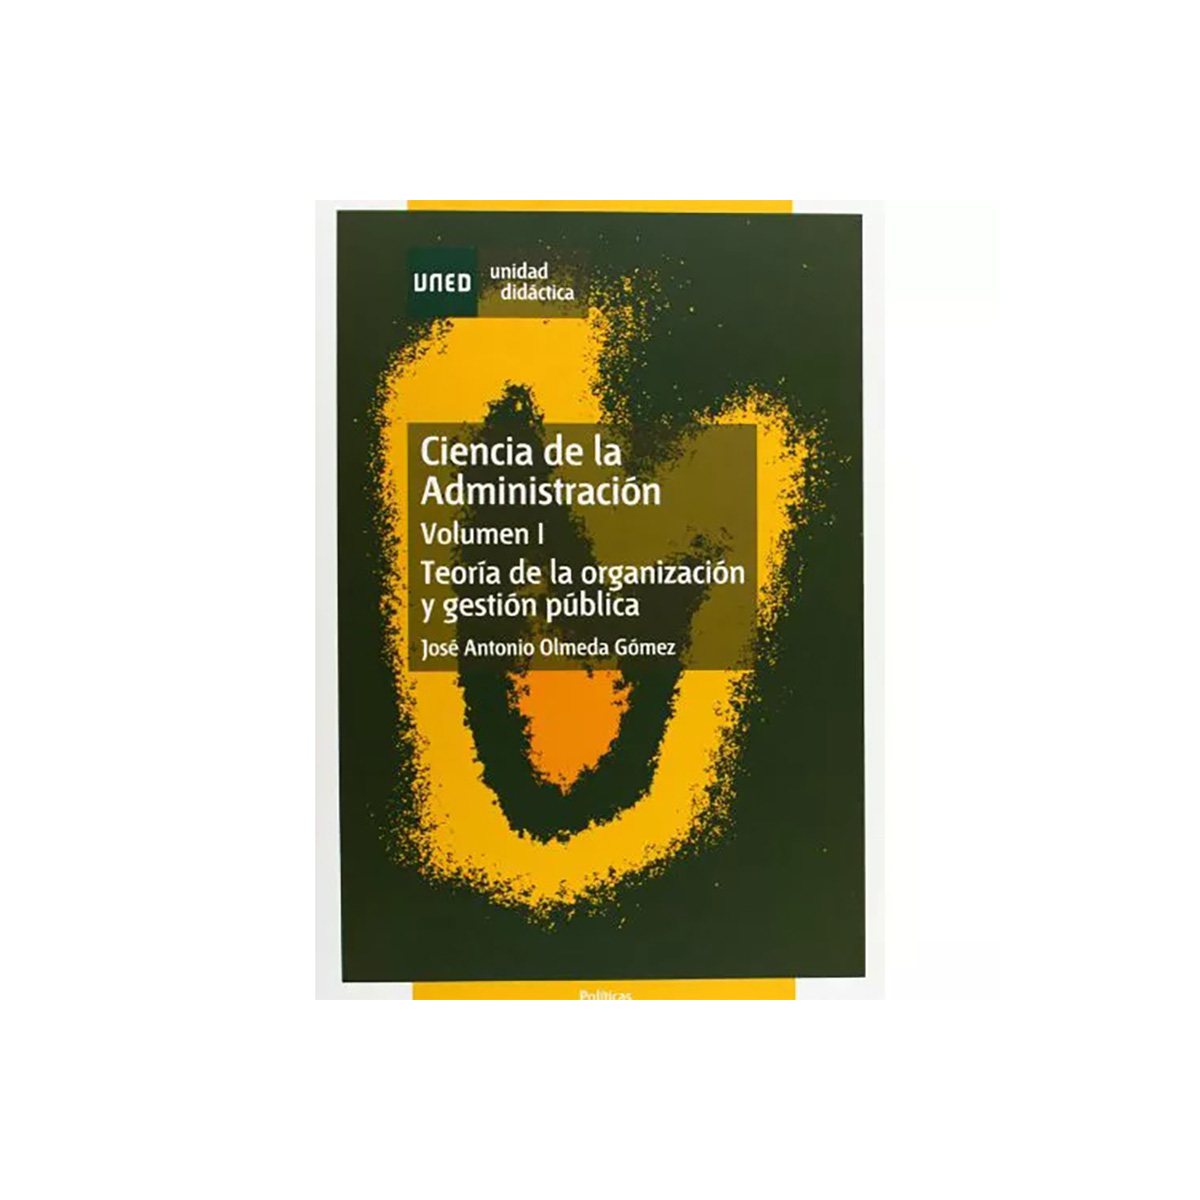 UNED
unidad
didáctica
Ciencia de la
Administración
Volumen I
Teoría de la organización
y gestión pública
José Antonio Olmeda Gómez
Políticas